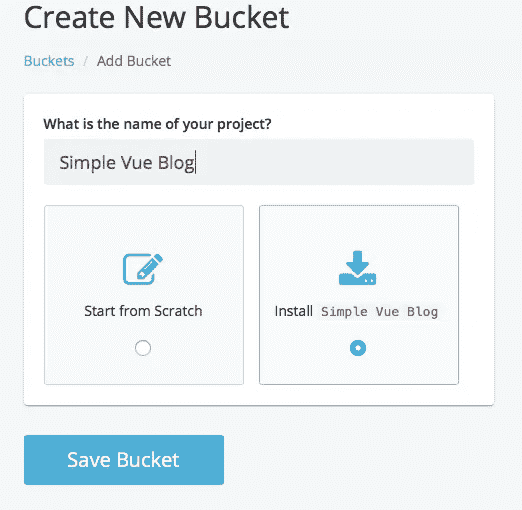 Create New Bucket
Buckets / Add Bucket
What is the name of your project?
Simple Vue Blog
Start from Scratch
Install Simple Vue Blog
Save Bucket